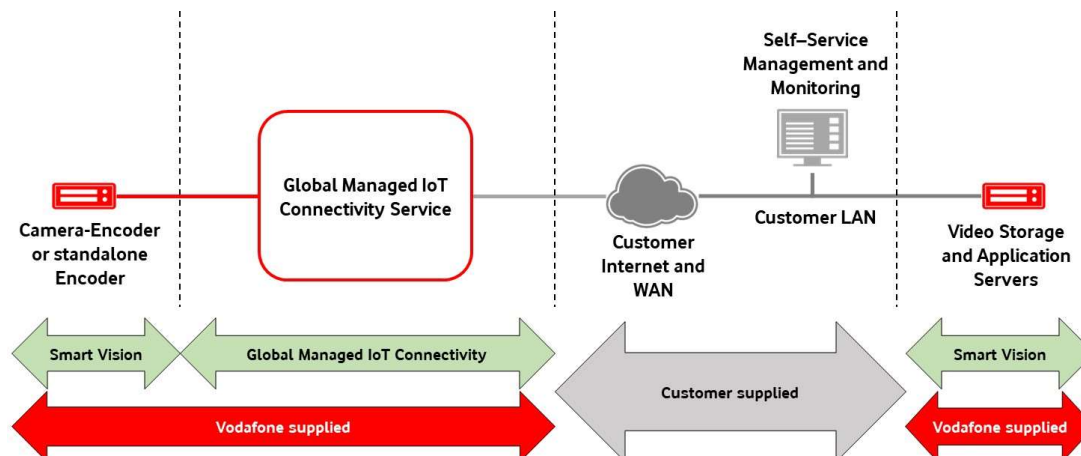 Self–Service
Management and
Monitoring
Global Managed IoT
Connectivity Service
Camera-Encoder
or standalone
Encoder
Customer
Internet and
WAN
Customer LAN
Video Storage
and Application
Servers
Smart Vision
Global Managed IoT Connectivity
Customer supplied
Smart Vision
Vodafone supplied
Vodafone supplied